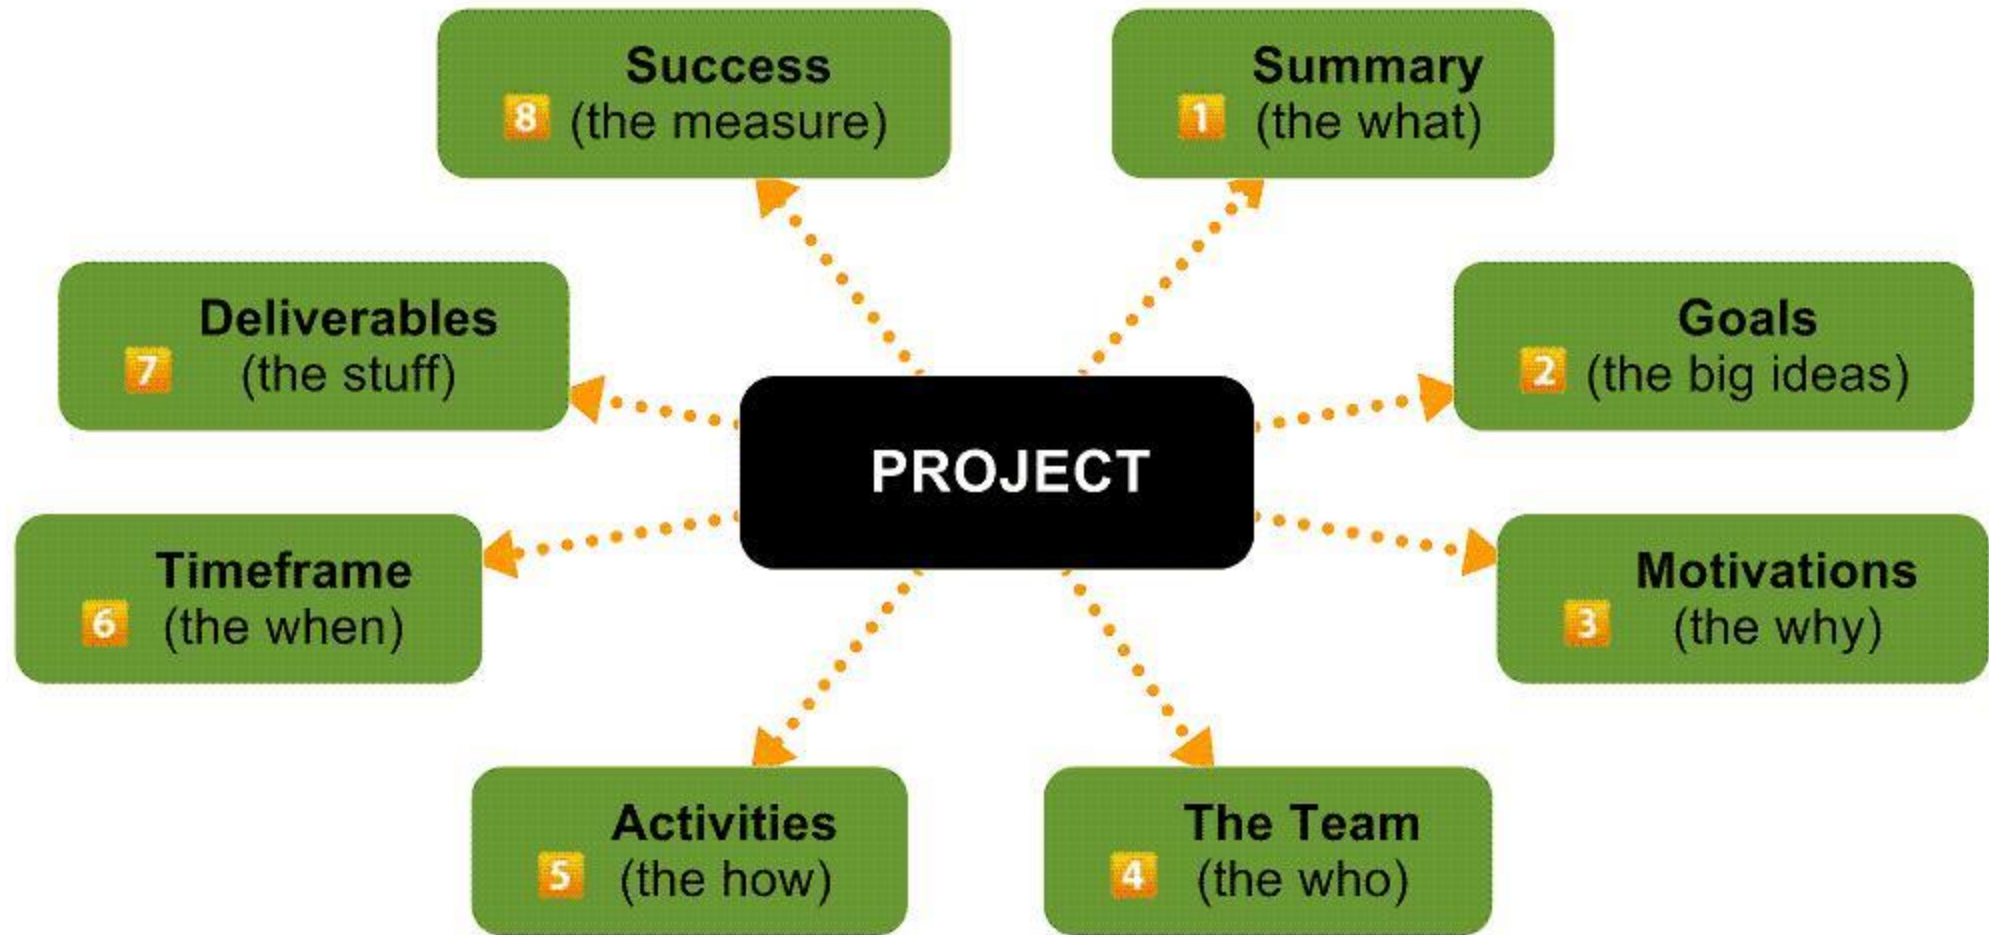 PROJECT
Summary
1 (the what)
Goals
2 (the big ideas)
Motivations
3 (the why)
The Team
4 (the who)
Activities
5 (the how)
Timeframe
6 (the when)
Deliverables
7 (the stuff)
Success
8 (the measure)